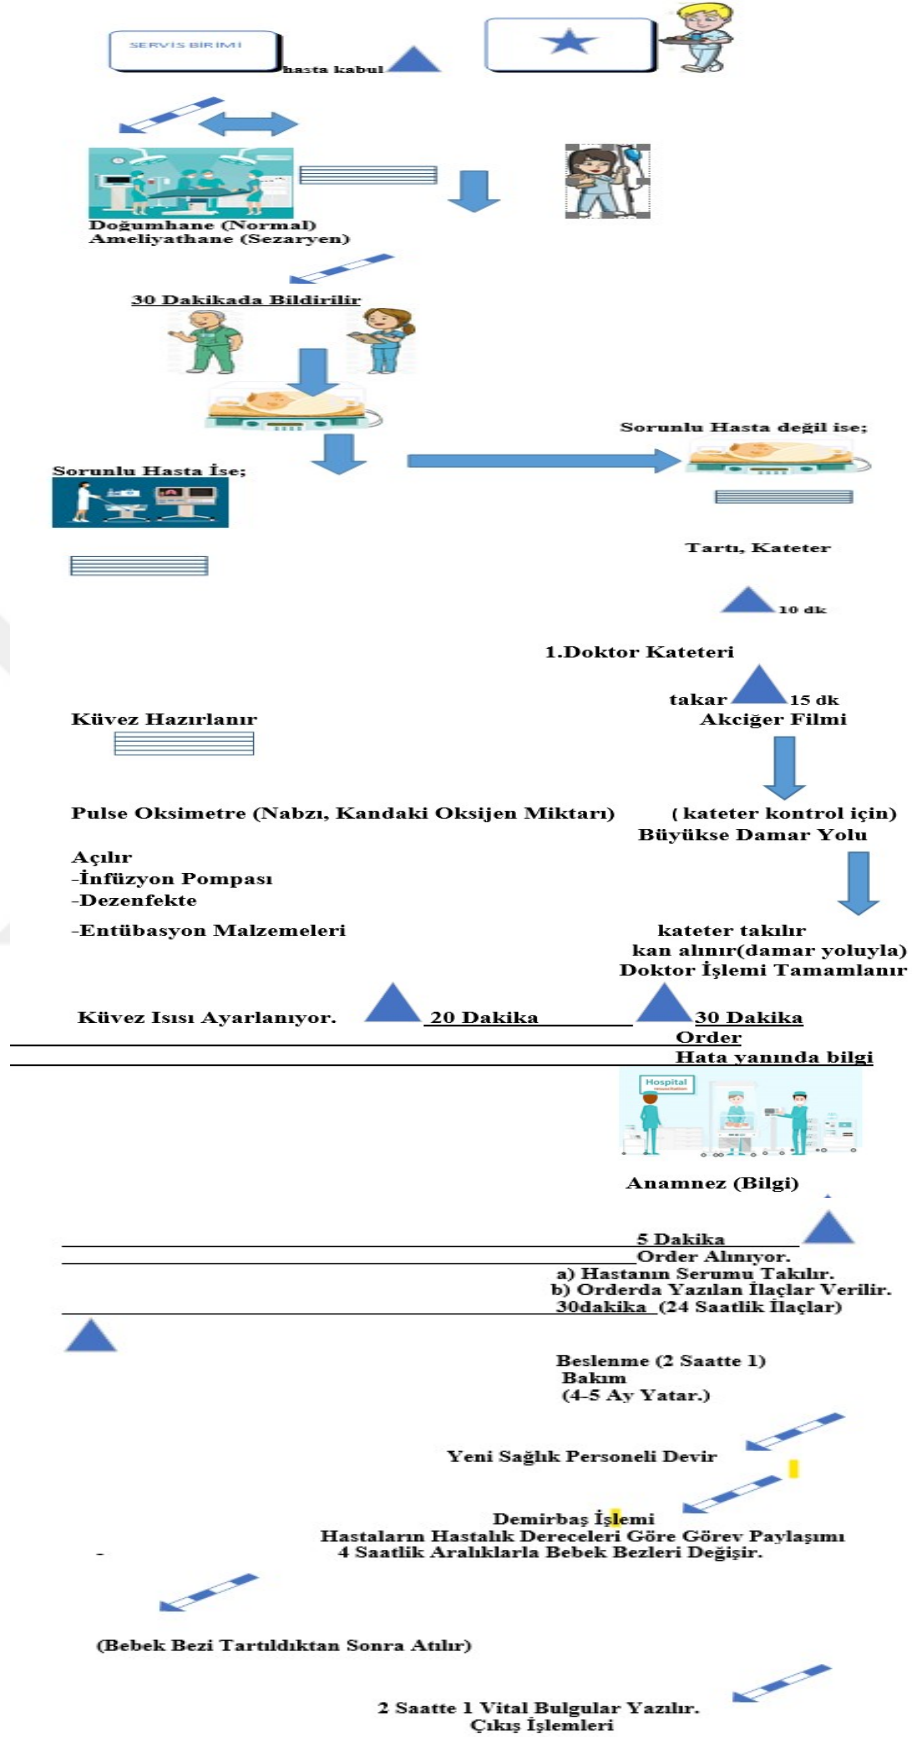 SERVİS BİRİMİ
hasta kabul
Doğumhane (Normal)
Ameliyathane (Sezaryen)
30 Dakikada Bildirilir
Sorunlu Hasta değil ise;
Sorunlu Hasta İse;
Tartı, Kateter
10 dk
1.Doktor Kateteri
takar 15 dk
Küvez Hazırlanır
Akciğer Filmi
Pulse Oksimetre (Nabzı, Kandaki Oksijen Miktarı)
( kateter kontrol için)
Büyükse Damar Yolu
Açılır
-İnfüzyon Pompası
-Dezenfekte
-Entübasyon Malzemeleri
kateter takılır
kan alınır(damar yoluyla)
Doktor İşlemi Tamamlanır
Küvez Isısı Ayarlanıyor. 20 Dakika 30 Dakika
Order
Hata yanında bilgi
Hospital
Anamnez (Bilgi)
5 Dakika
Order Alınıyor.
a) Hastanın Serumu Takılır.
b) Orderda Yazılan İlaçlar Verilir.
30dakika (24 Saatlik İlaçlar)
Beslenme (2 Saatte 1)
Bakım
(4-5 Ay Yatar.)
Yeni Sağlık Personeli Devir
Demirbaş İşlemi
Hastaların Hastalık Dereceleri Göre Görev Paylaşımı
- 4 Saatlik Aralıklarla Bebek Bezleri Değişir.
(Bebek Bezi Tartıldıktan Sonra Atılır)
2 Saatte 1 Vital Bulgular Yazılır.
Çıkış İşlemleri